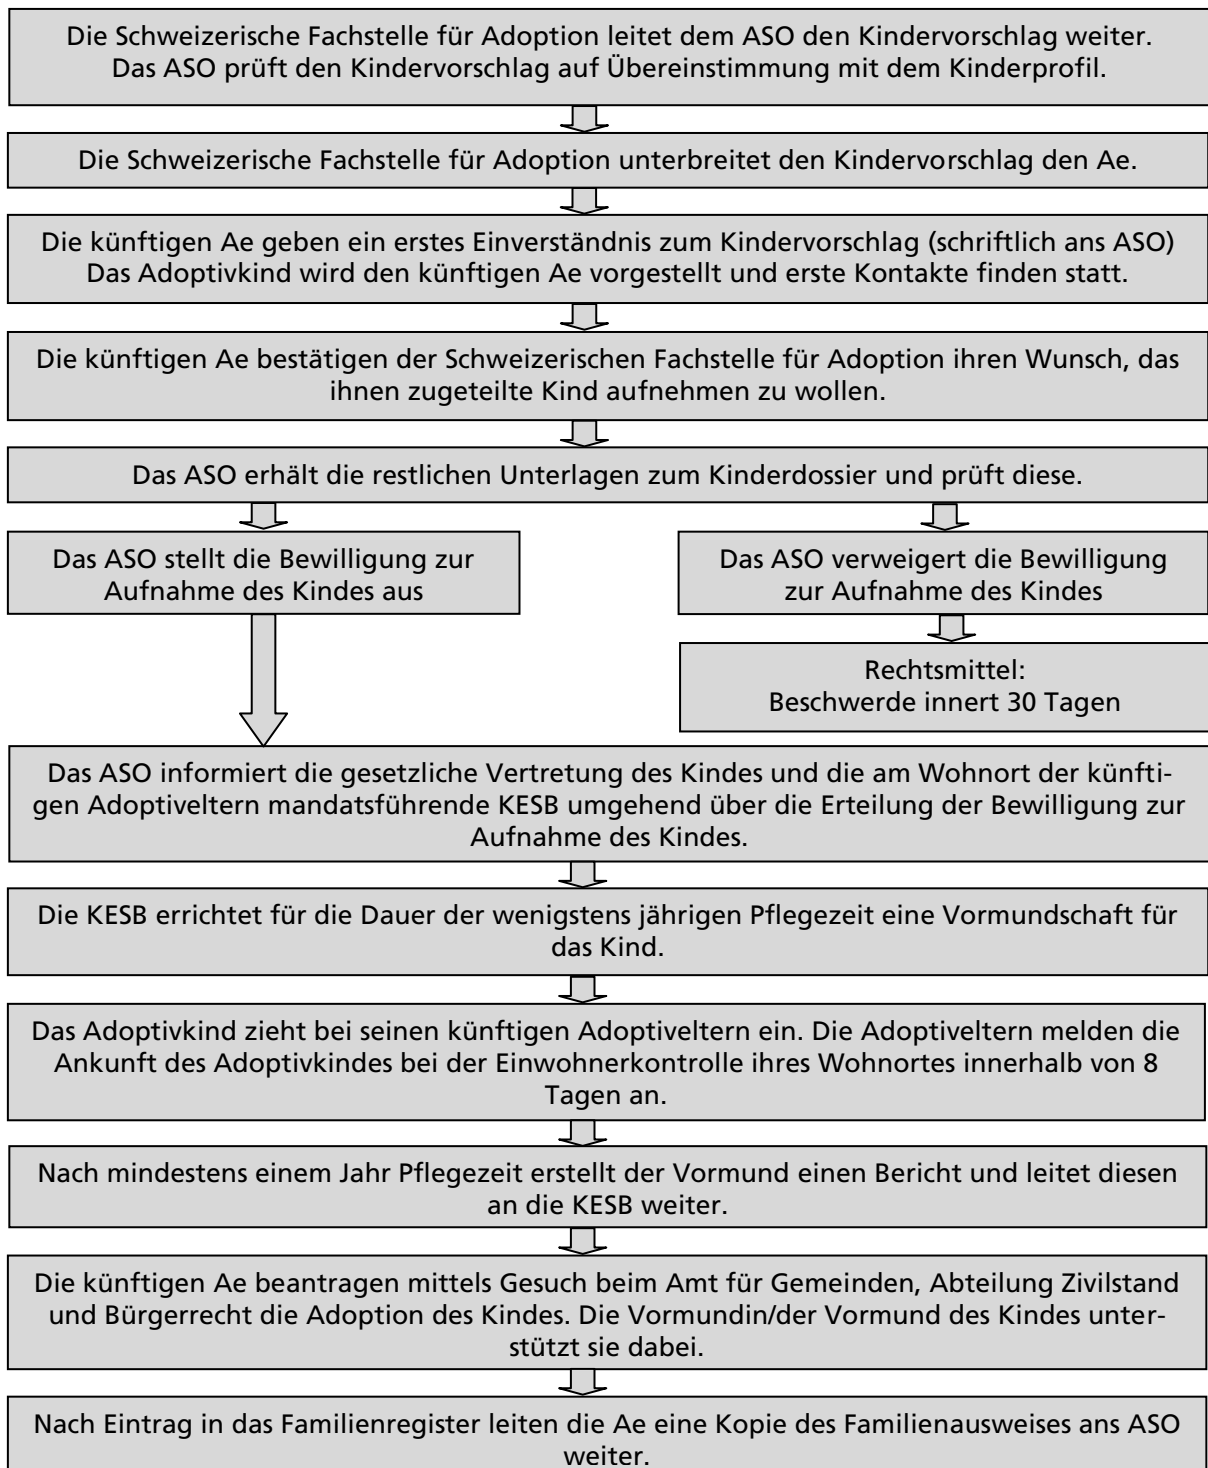 Die Schweizerische Fachstelle für Adoption leitet dem ASO den Kindervorschlag weiter.
Das ASO prüft den Kindervorschlag auf Übereinstimmung mit dem Kinderprofil.
Die Schweizerische Fachstelle für Adoption unterbreitet den Kindervorschlag den Ae.
Die künftigen Ae geben ein erstes Einverständnis zum Kindervorschlag (schriftlich ans ASO)
Das Adoptivkind wird den künftigen Ae vorgestellt und erste Kontakte finden statt.
Die künftigen Ae bestätigen der Schweizerischen Fachstelle für Adoption ihren Wunsch, das
ihnen zugeteilte Kind aufnehmen zu wollen.
Das ASO erhält die restlichen Unterlagen zum Kinderdossier und prüft diese.
Das ASO stellt die Bewilligung zur
Aufnahme des Kindes aus
Das ASO verweigert die Bewilligung
zur Aufnahme des Kindes
Rechtsmittel:
Beschwerde innert 30 Tagen
Das ASO informiert die gesetzliche Vertretung des Kindes und die am Wohnort der künfti-
gen Adoptiveltern mandatsführende KESB umgehend über die Erteilung der Bewilligung zur
Aufnahme des Kindes.
Die KESB errichtet für die Dauer der wenigstens jährigen Pflegezeit eine Vormundschaft für
das Kind.
Das Adoptivkind zieht bei seinen künftigen Adoptiveltern ein. Die Adoptiveltern melden die
Ankunft des Adoptivkindes bei der Einwohnerkontrolle ihres Wohnortes innerhalb von 8
Tagen an.
Nach mindestens einem Jahr Pflegezeit erstellt der Vormund einen Bericht und leitet diesen
an die KESB weiter.
Die künftigen Ae beantragen mittels Gesuch beim Amt für Gemeinden, Abteilung Zivilstand
und Bürgerrecht die Adoption des Kindes. Die Vormundin/der Vormund des Kindes unter-
stützt sie dabei.
Nach Eintrag in das Familienregister leiten die Ae eine Kopie des Familienausweises ans ASO
weiter.